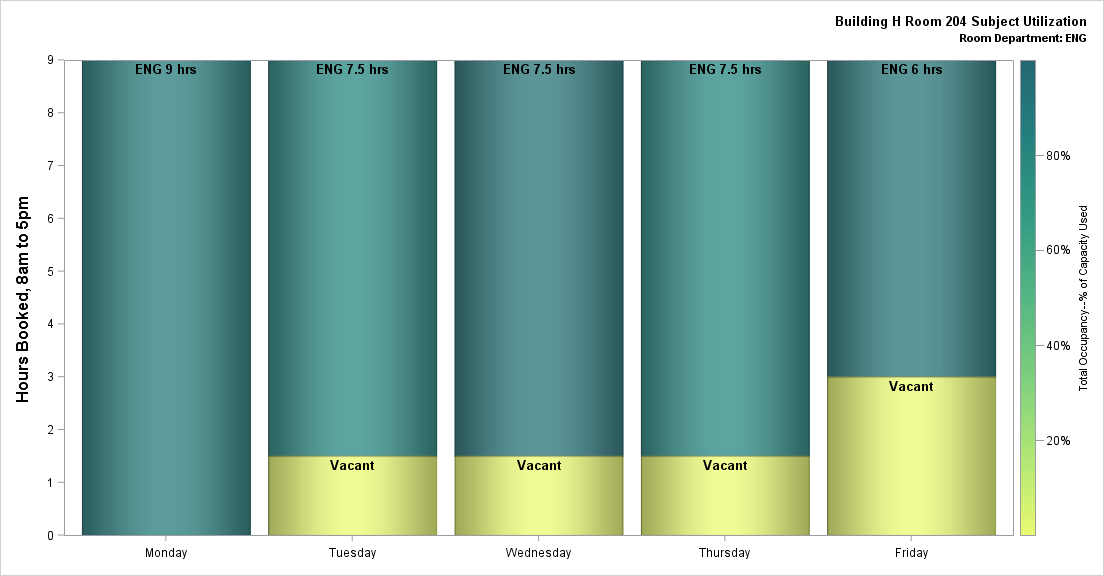 Building H Room 204 Subject Utilization
Room Department: ENG
Hours Booked, 8am to 5pm
9
8
7
6
5
4
3
2
1
0
ENG 9 hrs
ENG 7.5 hrs
ENG 7.5 hrs
ENG 7.5 hrs
ENG 6 hrs
Vacant
Vacant
Vacant
Vacant
Monday
Tuesday
Wednesday
Thursday
Friday
80%
60%
40%
20%
Total Occupancy--% of Capacity Used